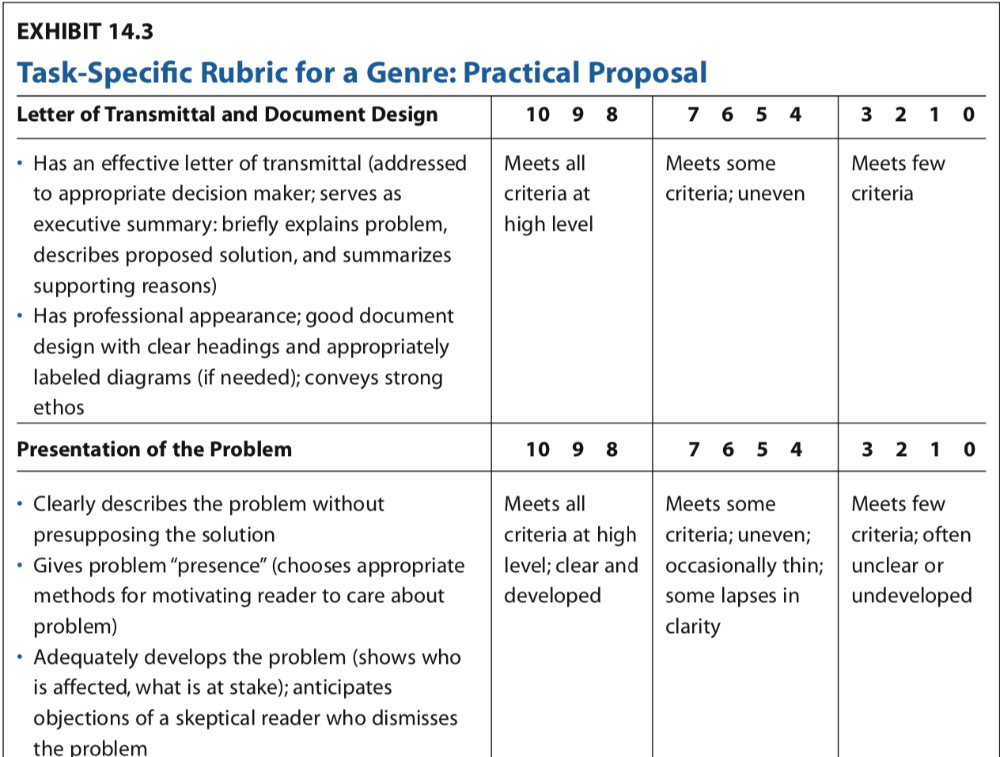 EXHIBIT 14.3
Task-Specific Rubric for a Genre: Practical Proposal
Letter of Transmittal and Document Design 10 9 8 7 6 5 4 3 2 1 0
• Has an effective letter of transmittal (addressed
to appropriate decision maker; serves as
executive summary: briefly explains problem,
describes proposed solution, and summarizes
supporting reasons)
• Has professional appearance; good document
design with clear headings and appropriately
labeled diagrams (if needed); conveys strong
ethos
Meets all
criteria at
high level
Meets some
criteria; uneven
Meets few
criteria
Presentation of the Problem 10 9 8 7 6 5 4 3 2 1 0
• Clearly describes the problem without
presupposing the solution
• Gives problem “presence” (chooses appropriate
methods for motivating reader to care about
problem)
• Adequately develops the problem (shows who
is affected, what is at stake); anticipates
objections of a skeptical reader who dismisses
the problem
Meets all
criteria at high
level; clear and
developed
Meets some
criteria; uneven;
occasionally thin;
some lapses in
clarity
Meets few
criteria; often
unclear or
undeveloped